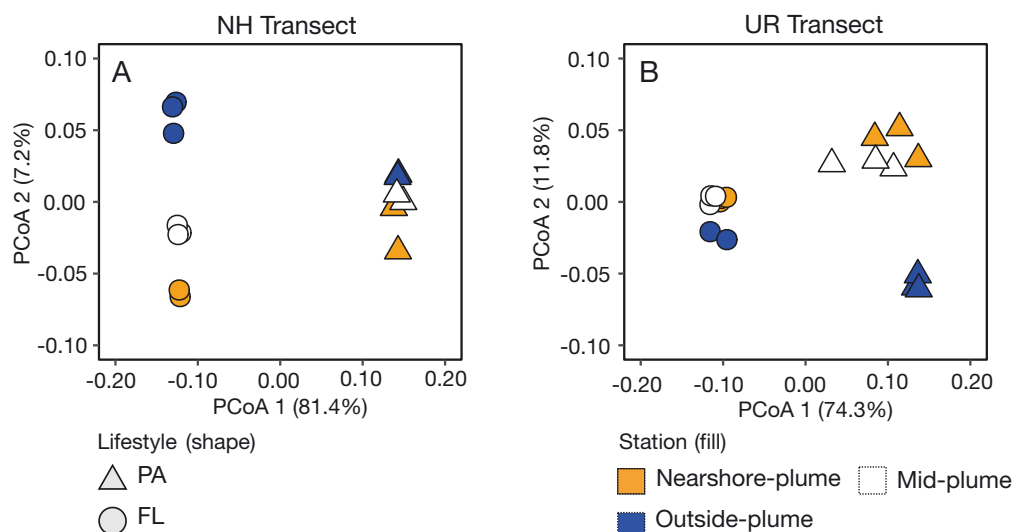 NH Transect
UR Transect
A
B
0.10
0.05
0.00
-0.05
-0.10
PCoA 2 (7.2%)
-0.20 -0.10 0.00 0.10 0.20
PCoA 1 (81.4%)
0.10
0.05
0.00
-0.05
-0.10
PCoA 2 (11.8%)
-0.20 -0.10 0.00 0.10 0.20
PCoA 1 (74.3%)
Lifestyle (shape)
PA
FL
Station (fill)
Nearshore-plume
Mid-plume
Outside-plume